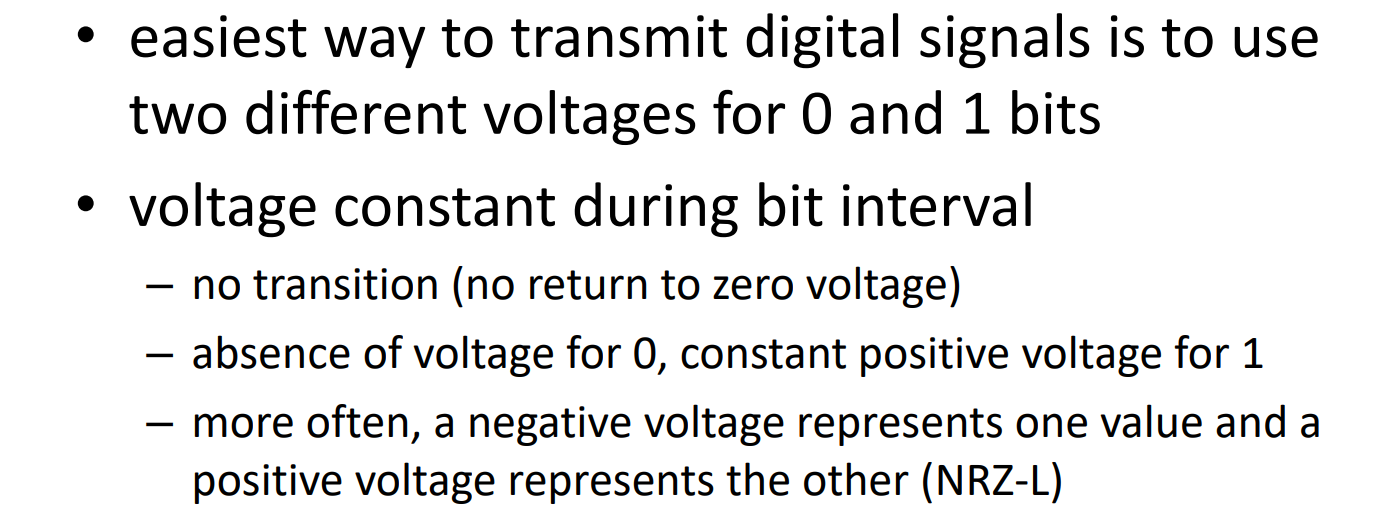 • easiest way to transmit digital signals is to use
two different voltages for 0 and 1 bits
• voltage constant during bit interval
– no transition (no return to zero voltage)
– absence of voltage for 0, constant positive voltage for 1
– more often, a negative voltage represents one value and a
positive voltage represents the other (NRZ-L)